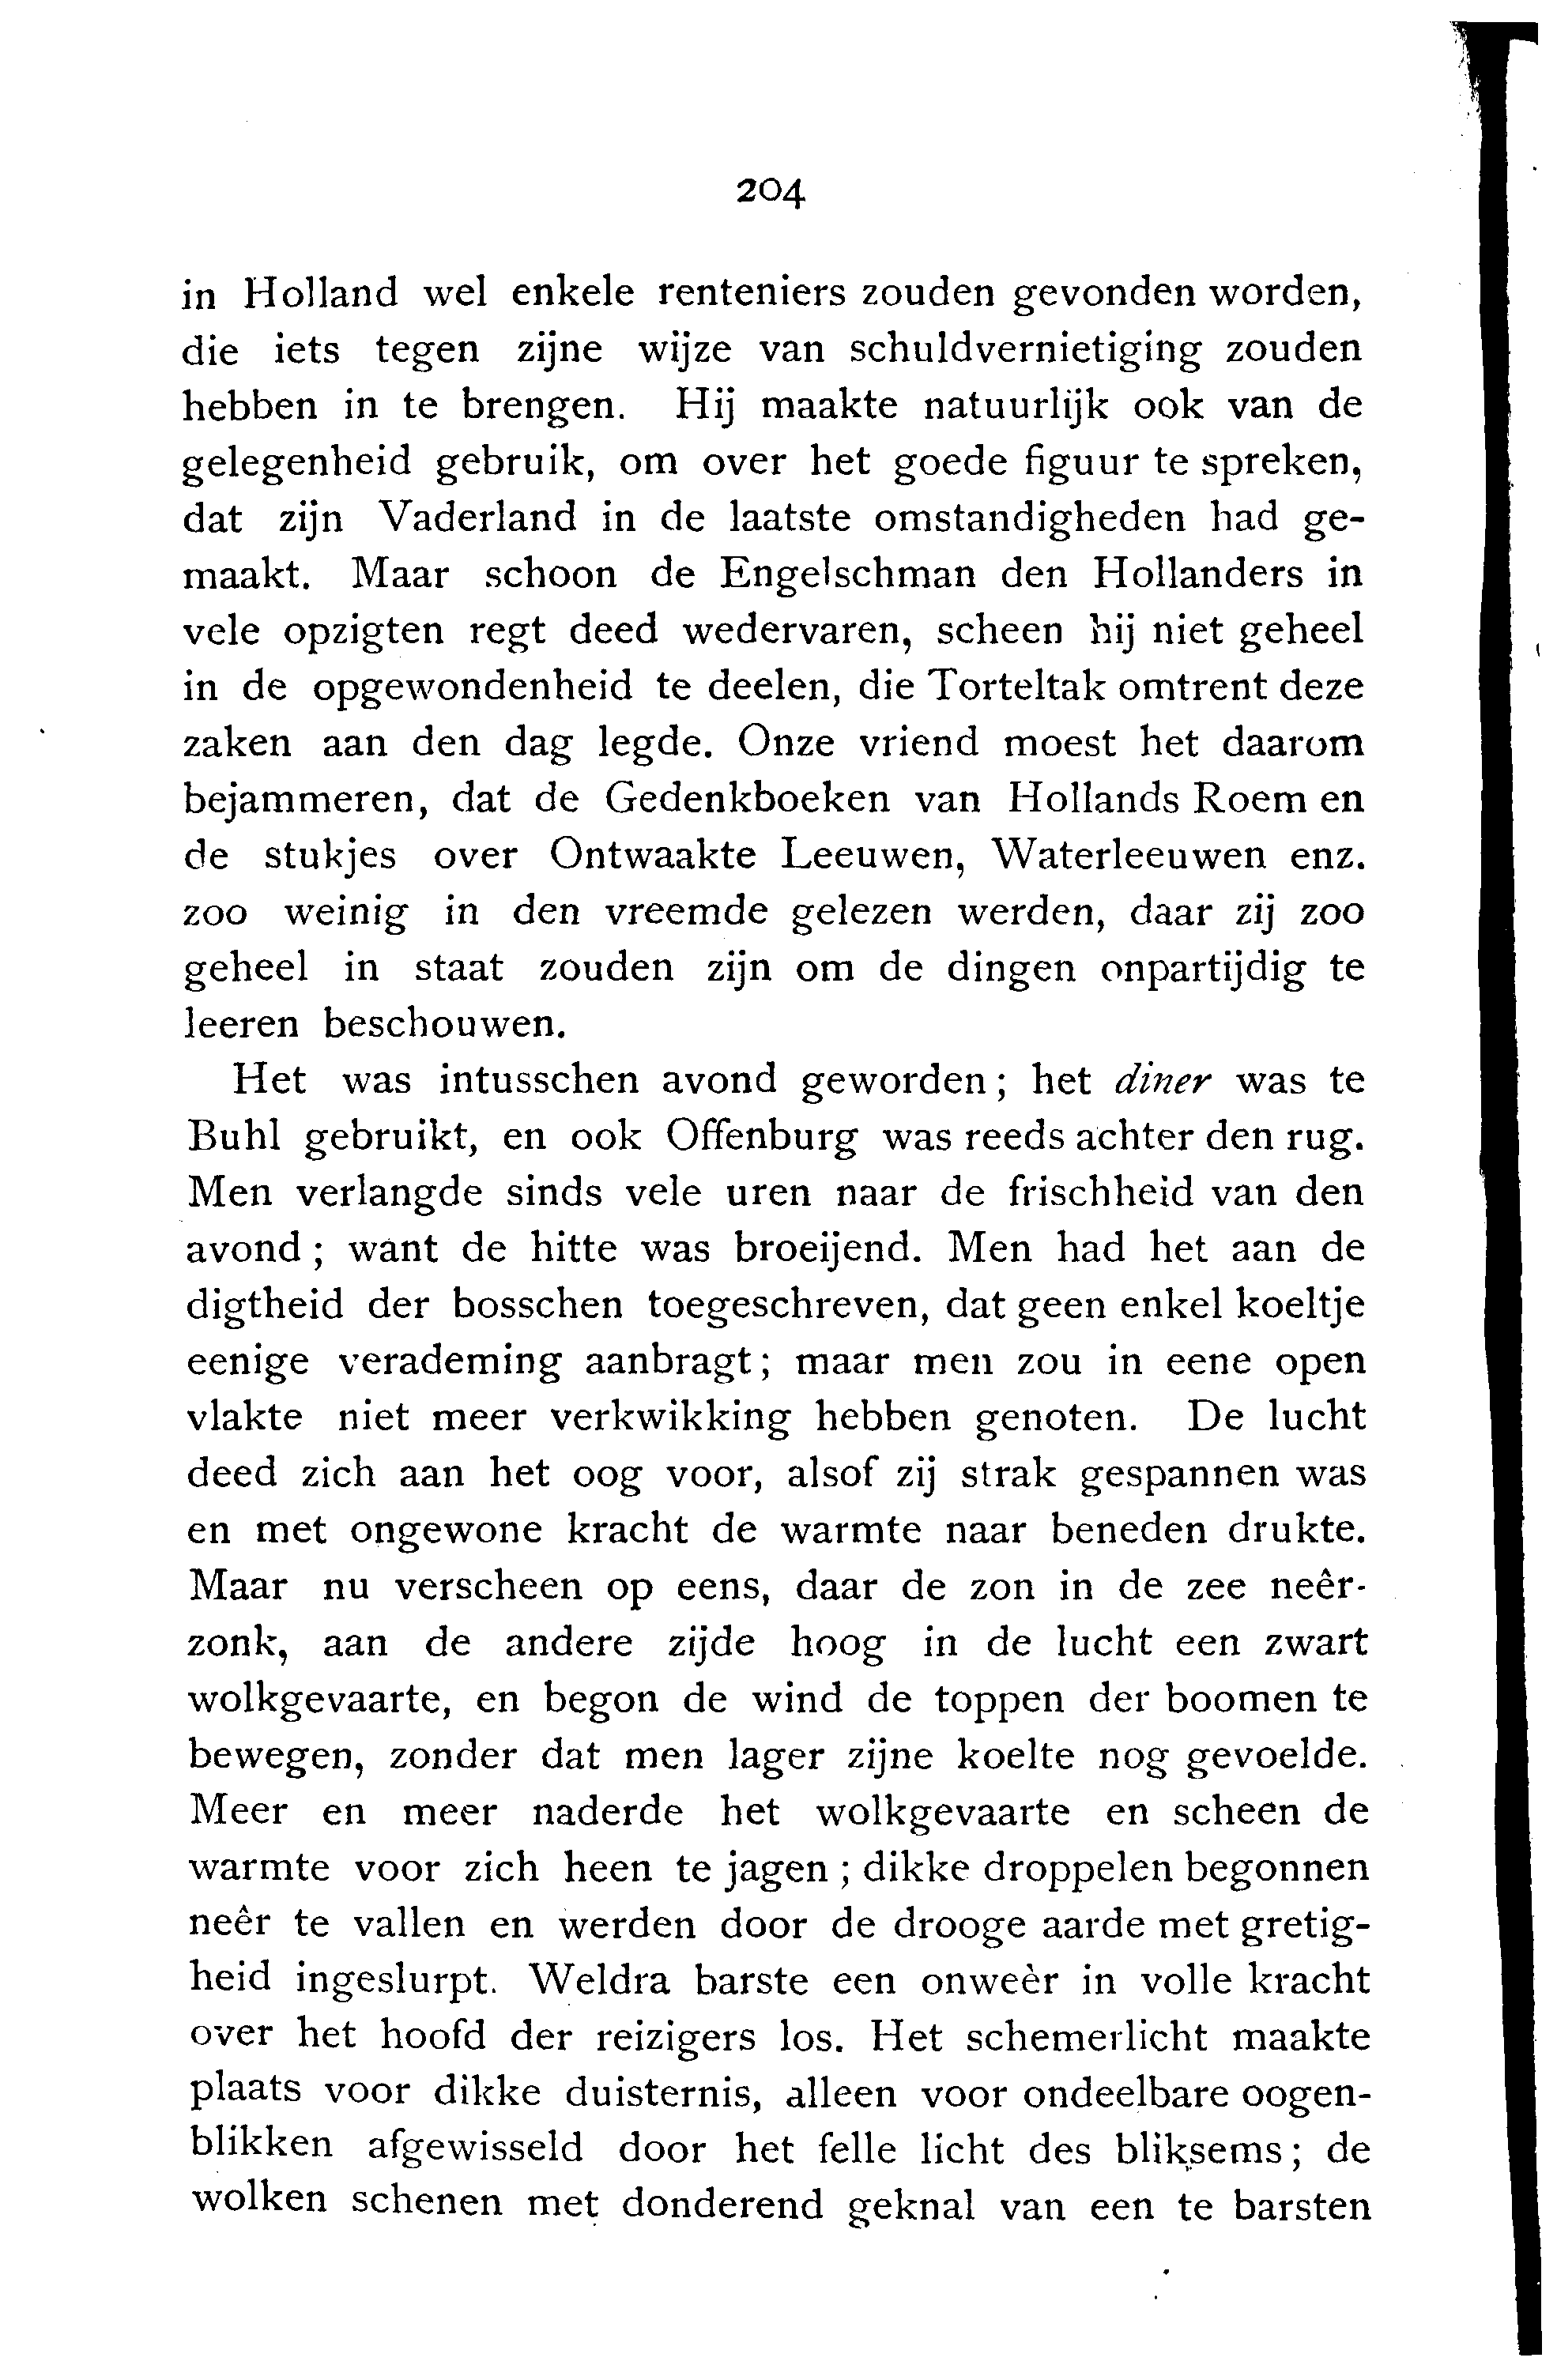 204
in Holland wel enkele renteniers zouden gevonden worden,
die iets tegen zijne wijze van schuldvernietiging zouden
hebben in te brengen. Hij maakte natuurlijk ook van de
gelegenheid gebruik, om over het goede figuur te spreken,
dat zijn Vaderland in de laatste omstandigheden had ge-
maakt. Maar schoon de Engelschman den Hollanders in
vele opzigten regt deed wedervaren, scheen hij niet geheel
in de opgewondenheid te deelen, die Torteltak omtrent deze
zaken aan den dag legde. Onze vriend moest het daarom
bejammeren, dat de Gedenkboeken van Hollands Roem en
de stukjes over Ontwaakte Leeuwen, Waterleeuwen enz.
zoo weinig in den vreemde gelezen werden, daar zij zoo
geheel in staat zouden zijn om de dingen onpartijdig te
leeren beschouwen.
Het was intusschen avond geworden; het diner was te
Buhl gebruikt, en ook Offenburg was reeds achter den rug.
Men verlangde sinds vele uren naar de frischheid van den
avond; want de hitte was broeijend. Men had het aan de
digtheid der bosschen toegeschreven, dat geen enkel koeltje
eenige verademing aanbragt; maar men zou in eene open
vlakte niet meer verkwikking hebben genoten. De lucht
deed zich aan het oog voor, alsof zij strak gespannen was
en met ongewone kracht de warmte naar beneden drukte.
Maar nu verscheen op eens, daar de zon in de zee neêr-
zonk, aan de andere zijde hoog in de lucht een zwart
wolkgevaarte, en begon de wind de toppen der boomen te
bewegen, zonder dat men lager zijne koelte nog gevoelde.
Meer en meer naderde het wolkgevaarte en scheen de
warmte voor zich heen te jagen; dikke droppelen begonnen
neêr te vallen en werden door de drooge aarde met gretig-
heid ingeslurpt. Weldra barste een onweèr in volle kracht
over het hoofd der reizigers los. Het schemerlicht maakte
plaats voor dikke duisternis, alleen voor ondeelbare oogen-
blikken afgewisseld door het felle licht des bliksems; de
wolken schenen met donderend geknal van een te barsten